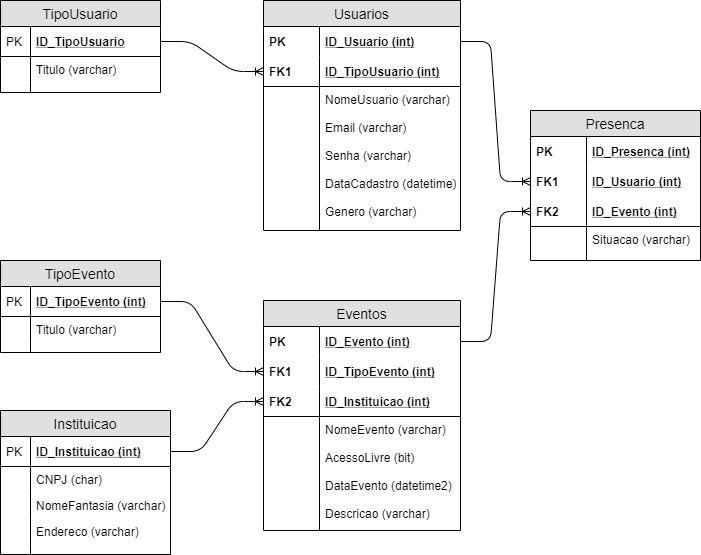 TipoUsuario
PK ID_TipoUsuario
Titulo (varchar)
Usuarios
PK ID_Usuario (int)
FK1 ID_TipoUsuario (int)
NomeUsuario (varchar)
Email (varchar)
Senha (varchar)
DataCadastro (datetime)
Genero (varchar)
Presenca
PK ID_Presenca (int)
FK1 ID_Usuario (int)
FK2 ID_Evento (int)
Situacao (varchar)
TipoEvento
PK ID_TipoEvento (int)
Titulo (varchar)
Eventos
PK ID_Evento (int)
FK1 ID_TipoEvento (int)
FK2 ID_Instituicao (int)
NomeEvento (varchar)
AcessoLivre (bit)
DataEvento (datetime2)
Descricao (varchar)
Instituicao
PK ID_Instituicao (int)
CNPJ (char)
NomeFantasia (varchar)
Endereco (varchar)